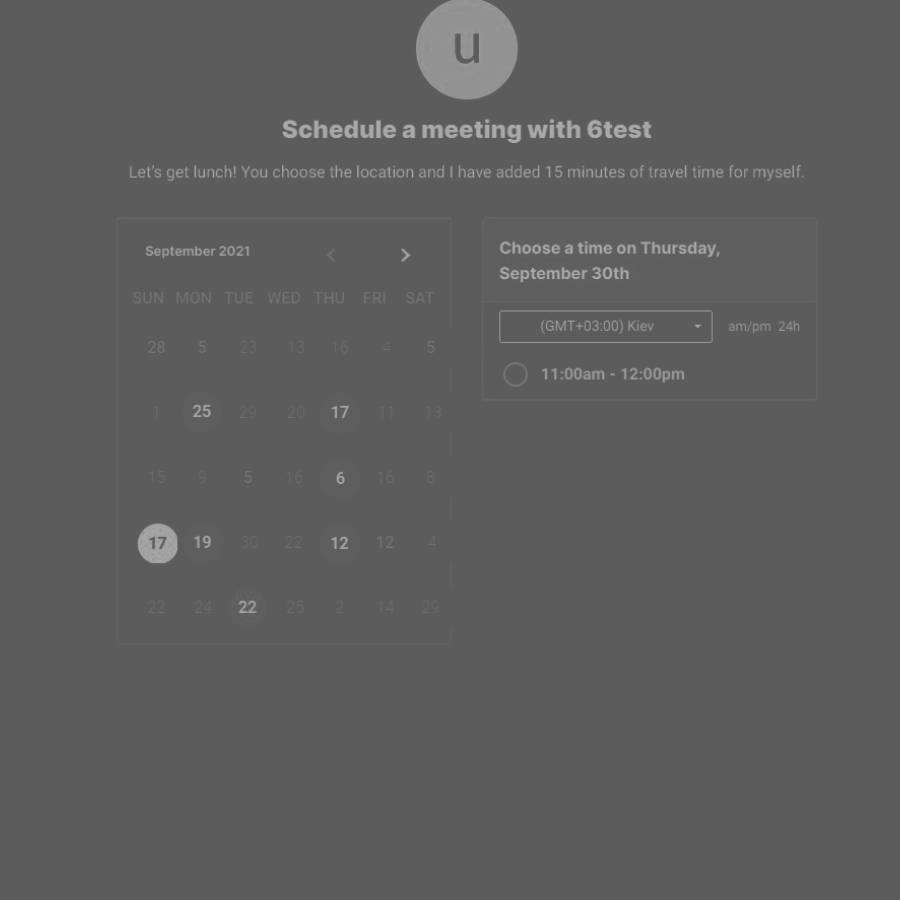 u
Schedule a meeting with 6test
Let's get lunch! You choose the location and I have added 15 minutes of travel time for myself.
September 2021
SUN MON TUE WED THU FRI SAT
28 5 23 13 16 4 5
1 25 29 20 17 11 13
15 9 5 16 6 16 8
17 19 30 22 12 12 4
22 24 22 25 2 14 29
Choose a time on Thursday,
September 30th
(GMT+03:00) Kiev am/pm 24h
11:00am - 12:00pm